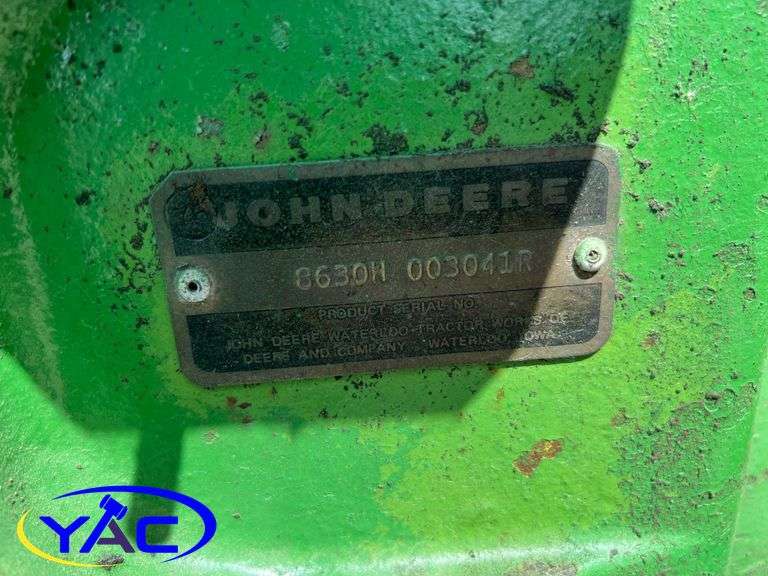 JOHN DEERE
8630H 003041R
PRODUCT SERIAL NO.
JOHN DEERE WATERLOO TRACTOR WORKS OF
DEERE AND COMPANY WATERLOO, IOWA
YAC